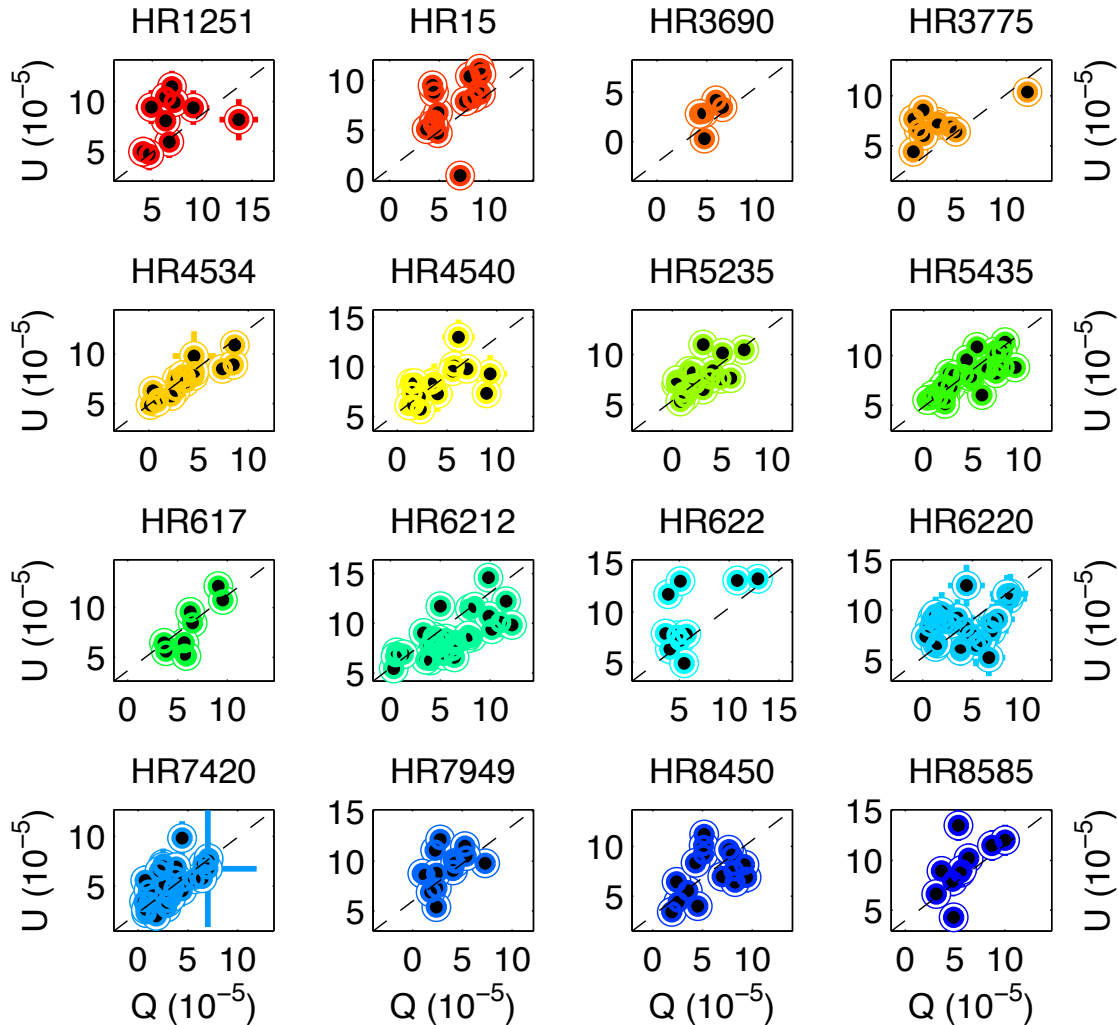 HR1251 HR15 HR3690 HR3775
U (10⁻⁵) 10 5 10 5 0 5 0 10 5 U (10⁻⁵)
5 10 15 0 5 10 0 5 10 0 5 10
HR4534 HR4540 HR5235 HR5435
U (10⁻⁵) 10 5 15 10 5 10 5 10 5 U (10⁻⁵)
0 5 10 0 5 10 0 5 10 0 5 10
HR617 HR6212 HR622 HR6220
U (10⁻⁵) 10 5 15 10 5 15 10 5 15 10 5 U (10⁻⁵)
0 5 10 0 5 10 5 10 15 0 5 10
HR7420 HR7949 HR8450 HR8585
U (10⁻⁵) 10 5 15 10 5 10 5 15 10 5 U (10⁻⁵)
0 5 10 0 5 10 0 5 10 0 5 10
Q (10⁻⁵) Q (10⁻⁵) Q (10⁻⁵) Q (10⁻⁵)